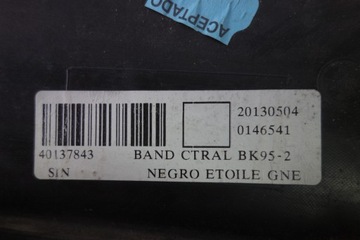 ACEPTADO
20130504
0146541
40137843 BAND CTRAL BK95-2
SIN NEGRO ETOILE GNE